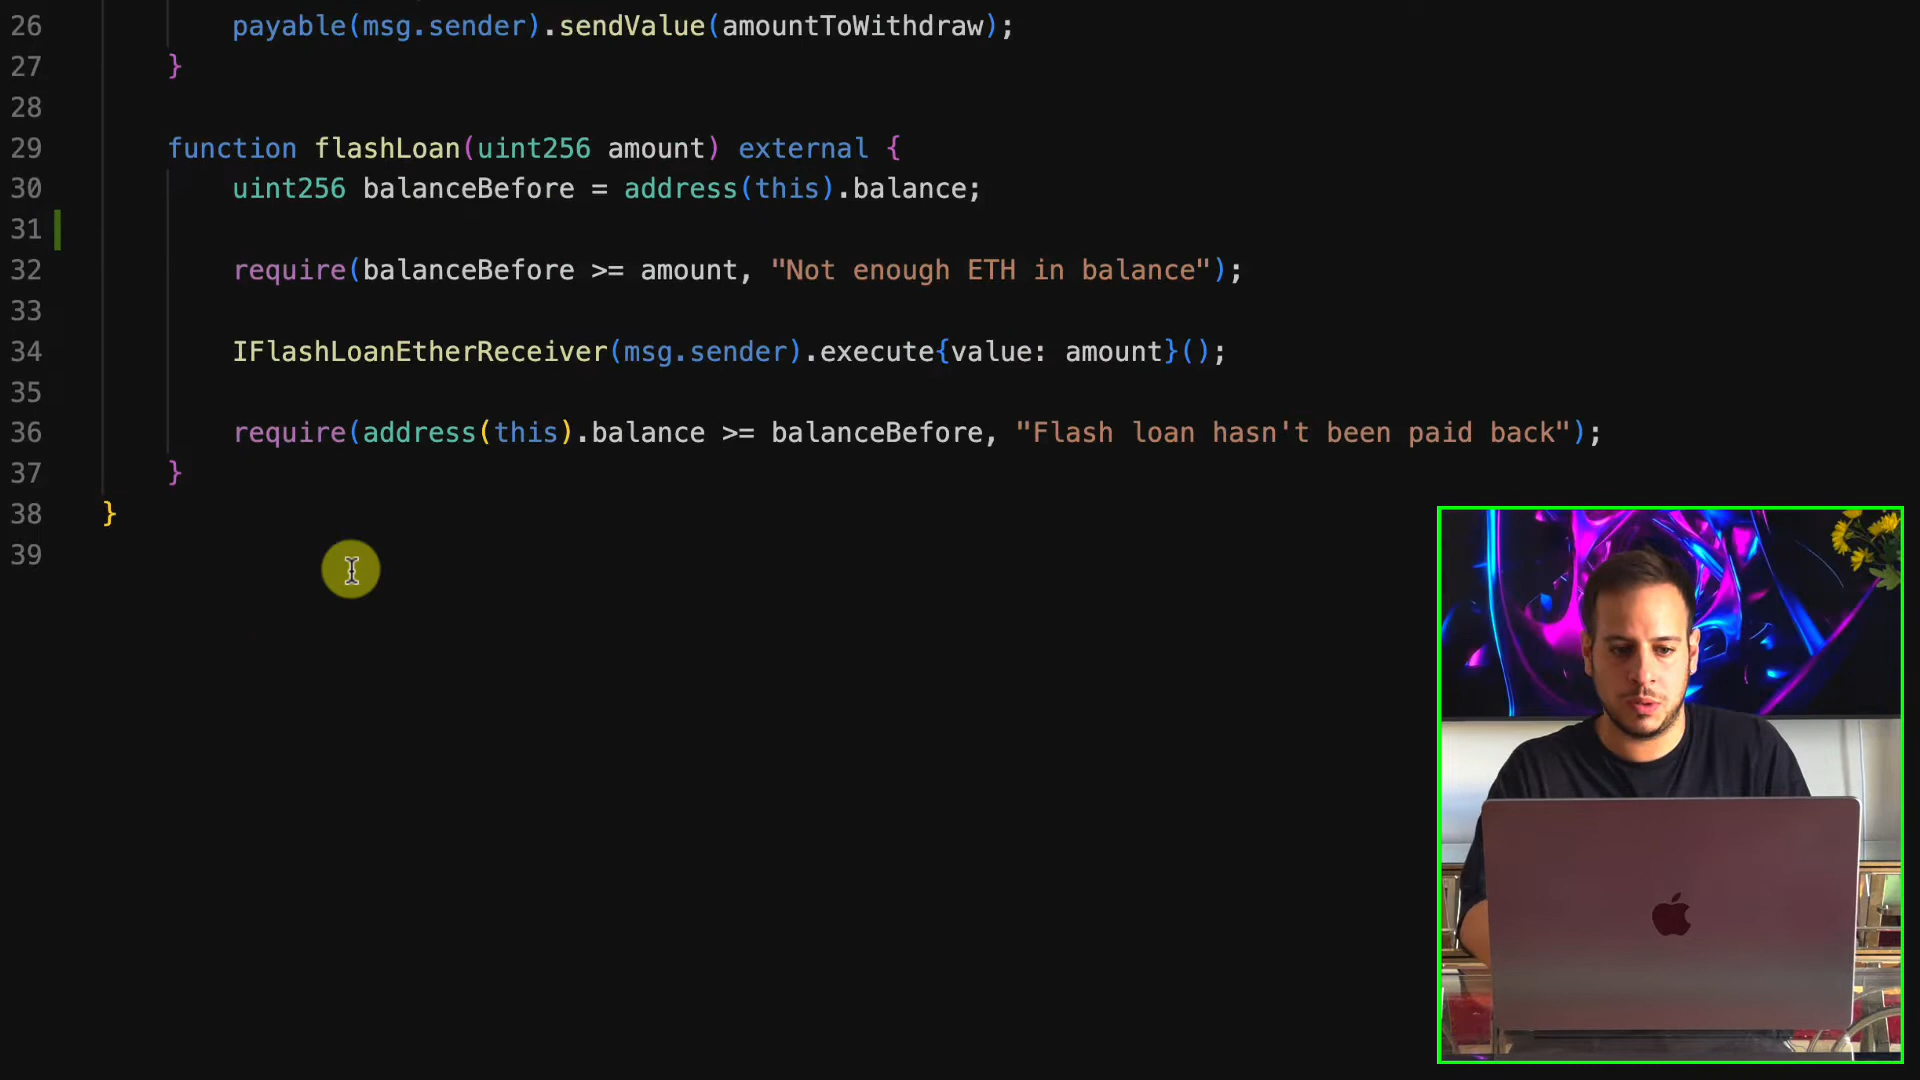 26 payable(msg.sender).sendValue(amountToWithdraw);
27 }
28
29 function flashLoan(uint256 amount) external {
30 uint256 balanceBefore = address(this).balance;
31
32 require(balanceBefore >= amount, "Not enough ETH in balance");
33
34 IFlashLoanEtherReceiver(msg.sender).execute{value: amount}();
35
36 require(address(this).balance >= balanceBefore, "Flash loan hasn't been paid back");
37 }
38 }
39